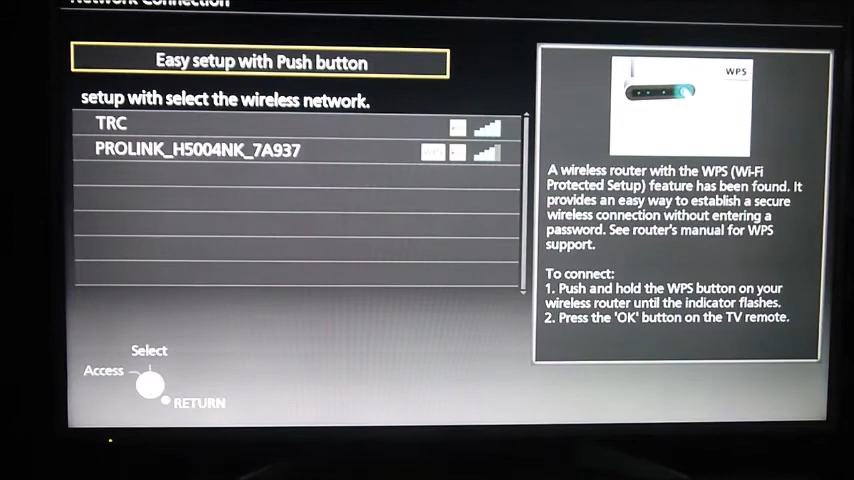 Network Connection
Easy setup with Push button
setup with select the wireless network.
TRC
PROLINK_H5004NK_7A937
WPS
WPS
A wireless router with the WPS (Wi-Fi
Protected Setup) feature has been found. It
provides an easy way to establish a secure
wireless connection without entering a
password. See router's manual for WPS
support.
To connect:
1. Push and hold the WPS button on your
wireless router until the indicator flashes.
2. Press the 'OK' button on the TV remote.
Select
Access
RETURN